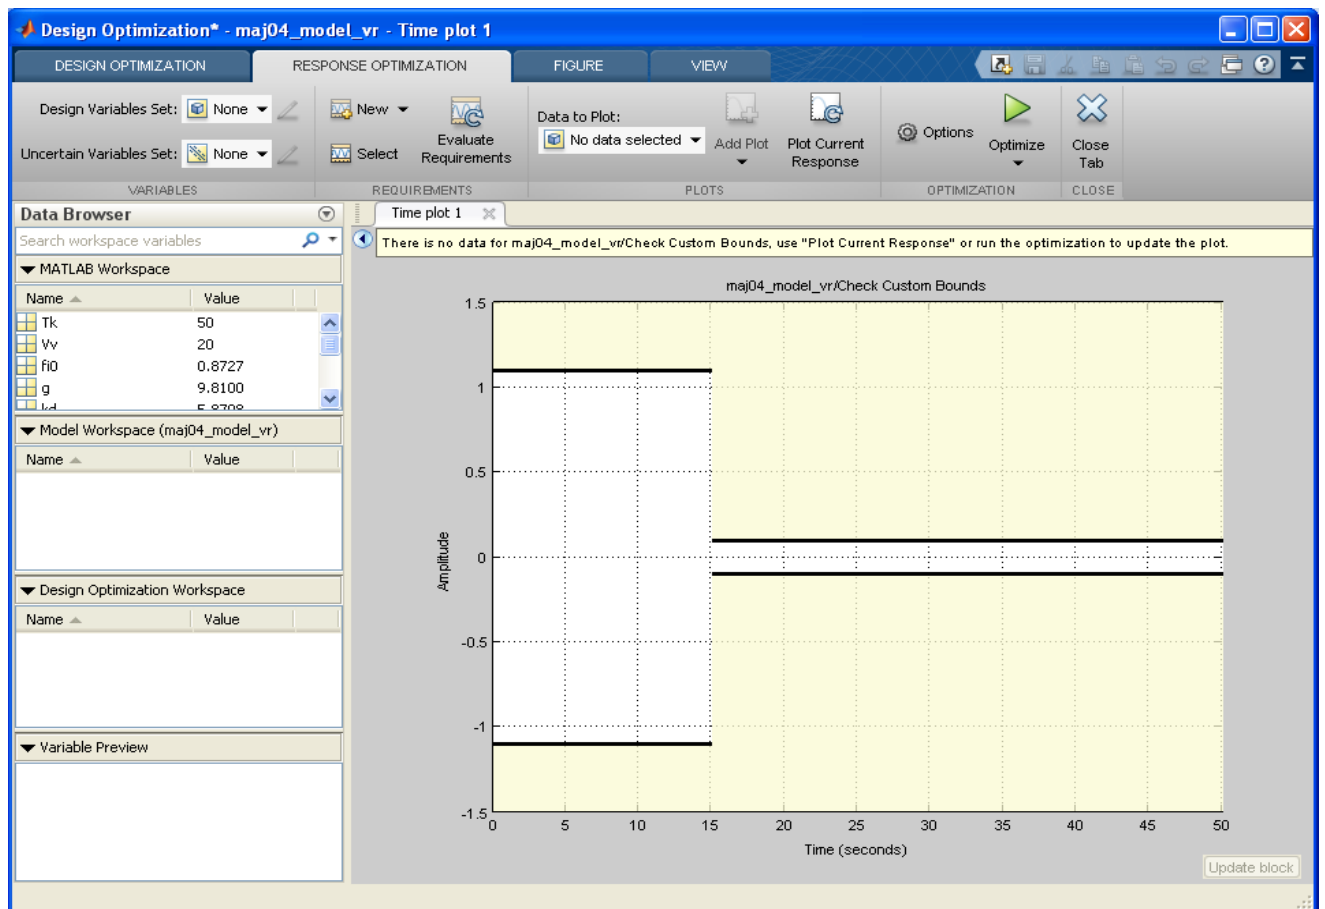 Design Optimization* - maj04_model_vr - Time plot 1
DESIGN OPTIMIZATION
RESPONSE OPTIMIZATION
FIGURE
VIEW
Design Variables Set:
None
Uncertain Variables Set:
None
VARIABLES
New
Select
Evaluate
Requirements
REQUIREMENTS
Data to Plot:
No data selected
Add Plot
Plot Current
Response
PLOTS
Options
Optimize
OPTIMIZATION
Close
Tab
CLOSE
Data Browser
Search workspace variables
MATLAB Workspace
Name Value
Tk 50
Vv 20
fi0 0.8727
g 9.8100
kd 5.8708
Model Workspace (maj04_model_vr)
Name Value
Design Optimization Workspace
Name Value
Variable Preview
Time plot 1
There is no data for maj04_model_vr/Check Custom Bounds, use "Plot Current Response" or run the optimization to update the plot.
maj04_model_vr/Check Custom Bounds
1.5
1
0.5
0
-0.5
-1
-1.5
Amplitude
0 5 10 15 20 25 30 35 40 45 50
Time (seconds)
Update block